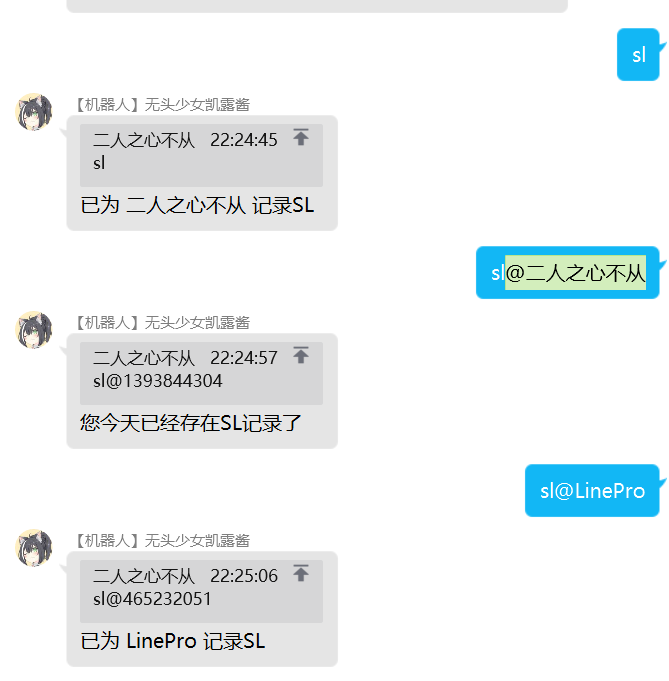 sl
【机器人】无头少女凯露酱
二人之心不从 22:24:45
sl
已为 二人之心不从 记录SL
sl@二人之心不从
【机器人】无头少女凯露酱
二人之心不从 22:24:57
sl@1393844304
您今天已经存在SL记录了
sl@LinePro
【机器人】无头少女凯露酱
二人之心不从 22:25:06
sl@465232051
已为 LinePro 记录SL